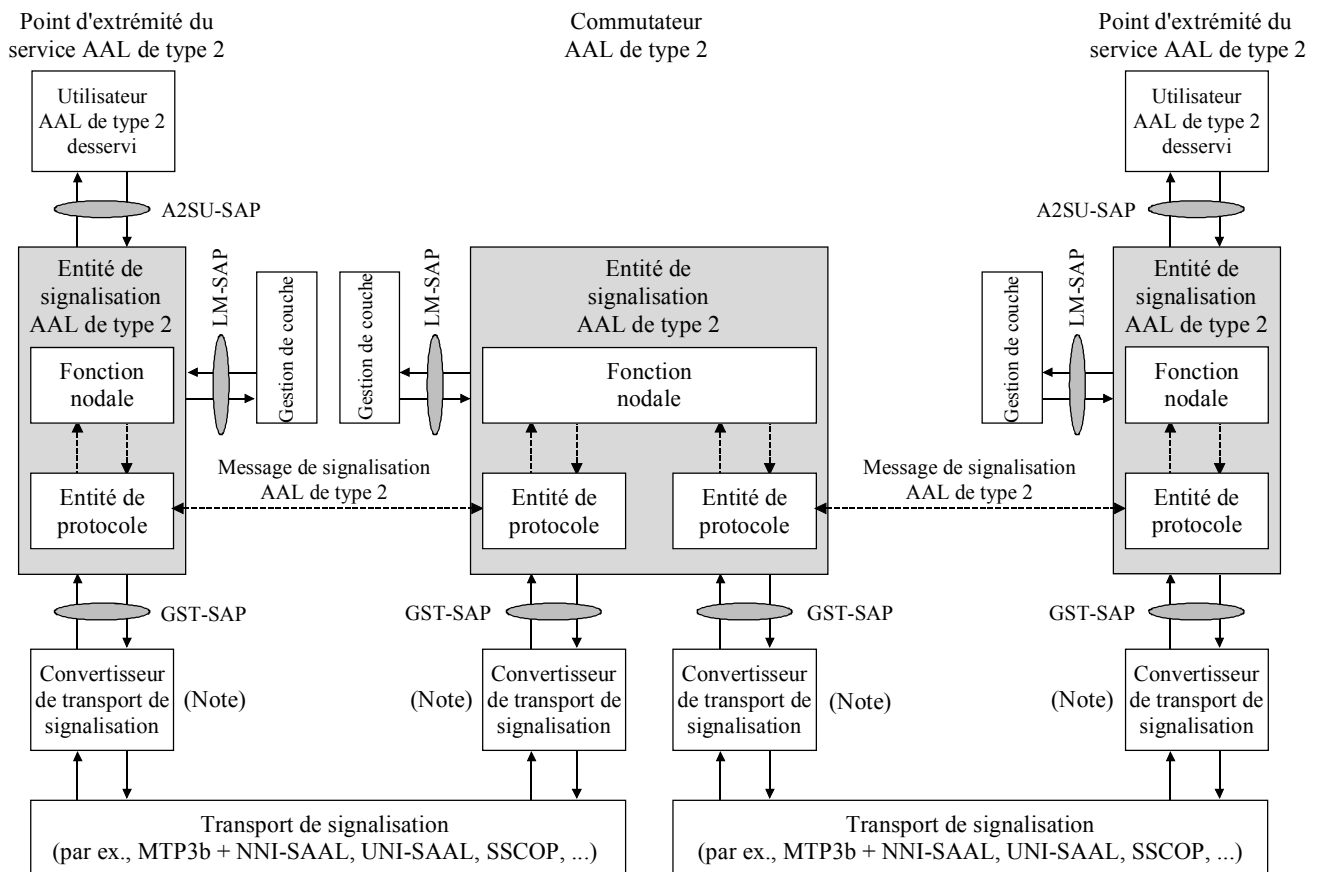 Point d'extrémité du
service AAL de type 2
Commutateur
AAL de type 2
Point d'extrémité du
service AAL de type 2
Utilisateur
AAL de type 2
desservi
Utilisateur
AAL de type 2
desservi
A2SU-SAP
A2SU-SAP
Entité de
signalisation
AAL de type 2
LM-SAP
Gestion de couche
Gestion de couche
LM-SAP
Entité de
signalisation
AAL de type 2
Gestion de couche
LM-SAP
Entité de
signalisation
AAL de type 2
Fonction
nodale
Fonction
nodale
Fonction
nodale
Message de signalisation
AAL de type 2
Message de signalisation
AAL de type 2
Entité de
protocole
Entité de
protocole
Entité de
protocole
Entité de
protocole
GST-SAP
GST-SAP
GST-SAP
GST-SAP
Convertisseur
de transport de
signalisation
(Note)
(Note)
Convertisseur
de transport de
signalisation
Convertisseur
de transport de
signalisation
(Note)
(Note)
Convertisseur
de transport de
signalisation
Transport de signalisation
(par ex., MTP3b + NNI-SAAL, UNI-SAAL, SSCOP, ...)
Transport de signalisation
(par ex., MTP3b + NNI-SAAL, UNI-SAAL, SSCOP, ...)